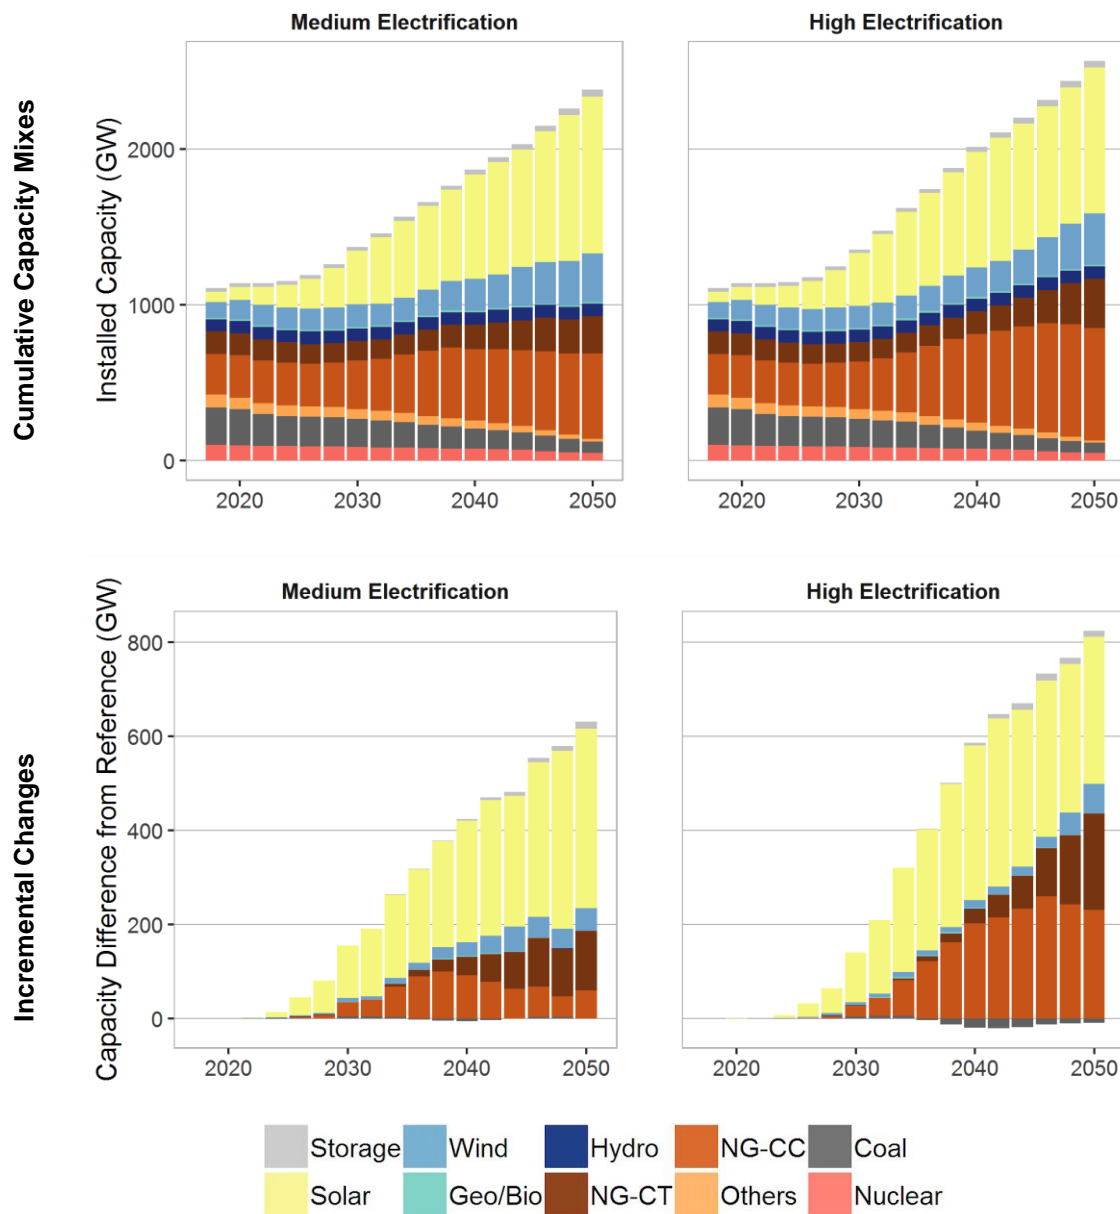 Medium Electrification
High Electrification
Cumulative Capacity Mixes
Installed Capacity (GW)
2000
1000
0
2020 2030 2040 2050
2020 2030 2040 2050
Medium Electrification
High Electrification
Incremental Changes
Capacity Difference from Reference (GW)
800
600
400
200
0
2020 2030 2040 2050
2020 2030 2040 2050
Storage Wind Hydro NG-CC Coal
Solar Geo/Bio NG-CT Others Nuclear